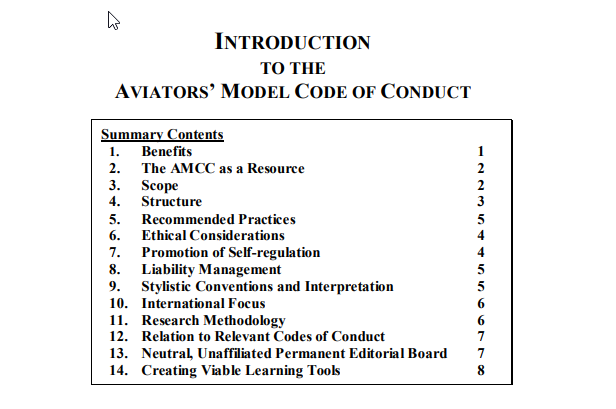 INTRODUCTION
TO THE
AVIATORS' MODEL CODE OF CONDUCT
Summary Contents
1. Benefits 1
2. The AMCC as a Resource 2
3. Scope 2
4. Structure 3
5. Recommended Practices 5
6. Ethical Considerations 4
7. Promotion of Self-regulation 4
8. Liability Management 5
9. Stylistic Conventions and Interpretation 5
10. International Focus 6
11. Research Methodology 6
12. Relation to Relevant Codes of Conduct 7
13. Neutral, Unaffiliated Permanent Editorial Board 7
14. Creating Viable Learning Tools 8